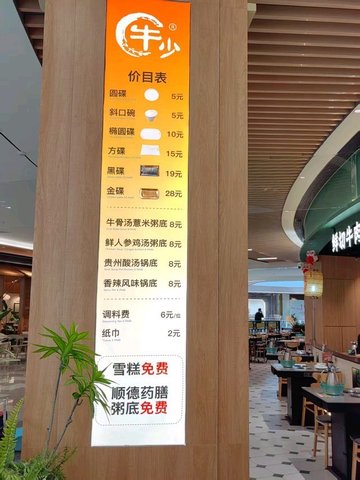 牛少
价目表
圆碟 5元
斜口碗 5元
椭圆碟 10元
方碟 15元
黑碟 19元
金碟 28元
牛骨汤薏米粥底 8元
鲜人参鸡汤粥底 8元
贵州酸汤锅底 8元
香辣风味锅底 8元
调料费 6元/位
纸巾 2元
雪糕免费
顺德药膳
粥底免费
鲜切牛肉